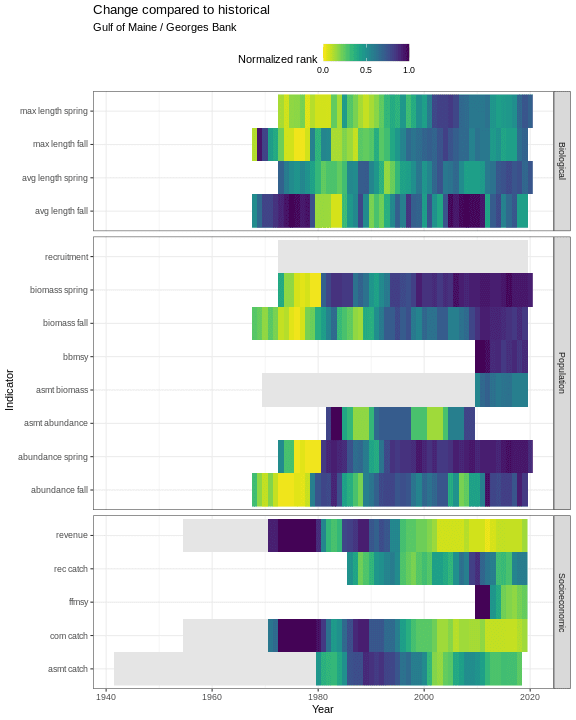 Change compared to historical
Gulf of Maine / Georges Bank
Normalized rank
0.0 0.5 1.0
max length spring
max length fall
avg length spring
avg length fall
Biological
recruitment
biomass spring
biomass fall
bbmsy
asmt biomass
asmt abundance
abundance spring
abundance fall
Population
revenue
rec catch
ffmsy
com catch
asmt catch
Socioeconomic
Indicator
1940 1960 1980 2000 2020
Year